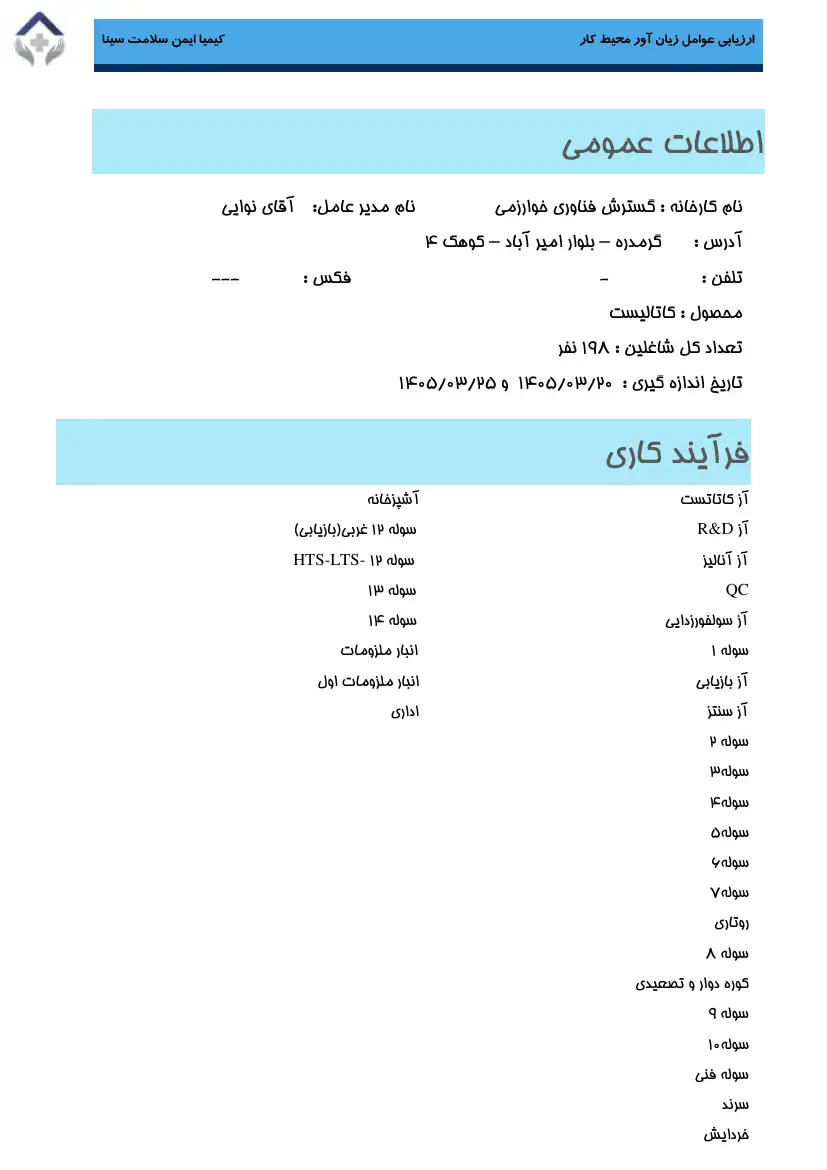 ارزیابی عوامل زیان آور محیط کار کیمیا ایمن سلامت سینا
اطلاعات عمومی
نام کارخانه : گسترش فناوری خوارزمی نام مدیر عامل: آقای نوایی
آدرس : گرمدره – بلوار امیر آباد – کوهک ۴
تلفن : - فکس : ---
محصول : کاتالیست
تعداد کل شاغلین : ۱۹۸ نفر
تاریخ اندازه گیری : ۱۴۰۵/۰۳/۲۰ و ۱۴۰۵/۰۳/۲۵
فرآیند کاری
آز کاتاتست آشپزخانه
آز R&D سوله ۱۲ غربی(بازیابی)
آز آنالیز سوله ۱۲ -HTS-LTS
QC سوله ۱۳
آز سولفورزدایی سوله ۱۴
سوله ۱ انبار ملزومات
آز بازیابی انبار ملزومات اول
آز سنتز اداری
سوله ۲
سوله۳
سوله۴
سوله۵
سوله۶
سوله۷
روتاری
سوله ۸
کوره دوار و تصعیدی
سوله ۹
سوله۱۰
سوله فنی
سرند
خردایش